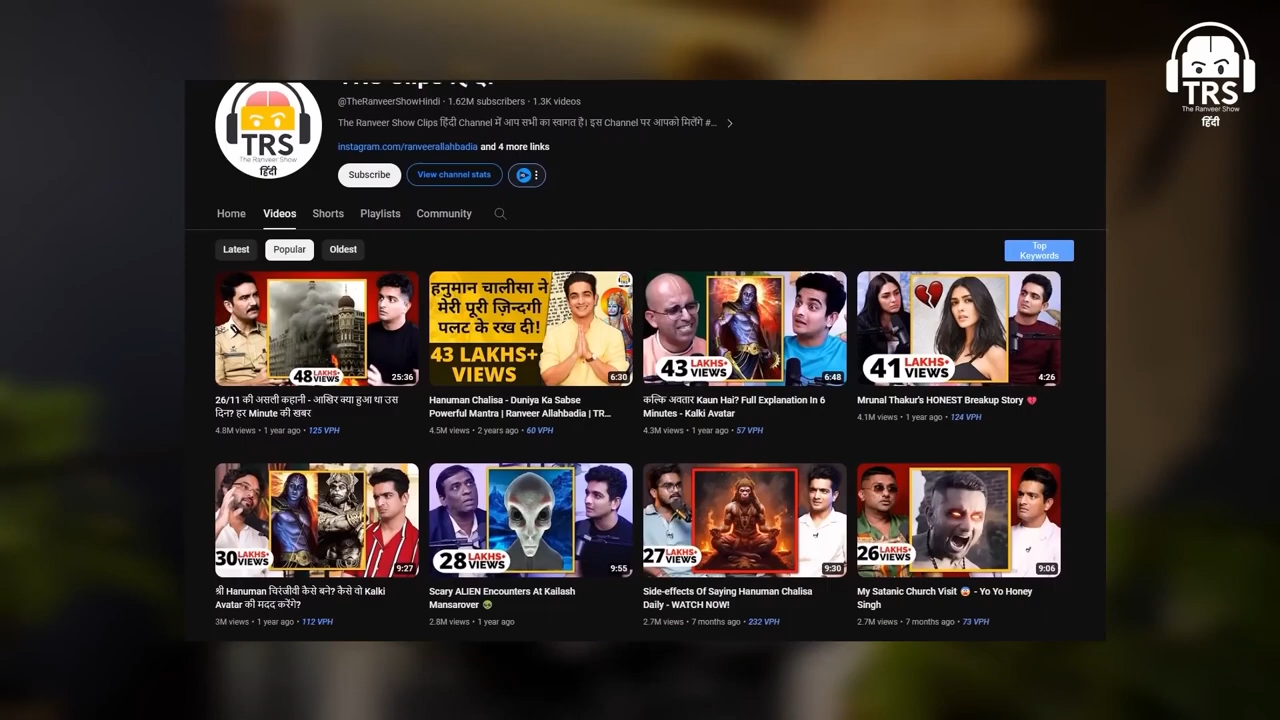 TRS
The Ranveer Show
हिंदी
TRS Clips हिंदी
@TheRanveerShowHindi · 1.62M subscribers · 1.3K videos
The Ranveer Show Clips हिंदी Channel में आप सभी का स्वागत है। इस Channel पर आपको मिलेंगे #...
instagram.com/ranveerallahbadia and 4 more links
TRS
The Ranveer Show
हिंदी
Subscribe
View channel stats
Home Videos Shorts Playlists Community
Latest Popular Oldest
Top
Keywords
48 LAKHS+
VIEWS
25:36
हनुमान चालीसा ने
मेरी पूरी ज़िन्दगी
पलट के रख दी!
43 LAKHS+
VIEWS
6:30
43 LAKHS+
VIEWS
6:48
41 LAKHS+
VIEWS
4:26
26/11 की असली कहानी - आखिर क्या हुआ था उस
दिन? हर Minute की खबर
4.8M views • 1 year ago • 125 VPH
Hanuman Chalisa - Duniya Ka Sabse
Powerful Mantra | Ranveer Allahbadia | TR...
4.5M views • 2 years ago • 60 VPH
कल्कि अवतार Kaun Hai? Full Explanation In 6
Minutes - Kalki Avatar
4.3M views • 1 year ago • 57 VPH
Mrunal Thakur's HONEST Breakup Story 💔
4.1M views • 1 year ago • 124 VPH
30 LAKHS+
VIEWS
9:27
28 LAKHS+
VIEWS
9:55
27 LAKHS+
VIEWS
9:30
26 LAKHS+
VIEWS
9:06
श्री Hanuman चिरंजीवी कैसे बने? कैसे वो Kalki
Avatar की मदद करेंगे?
3M views • 1 year ago • 112 VPH
Scary ALIEN Encounters At Kailash
Mansarover 👽
2.8M views • 1 year ago
Side-effects Of Saying Hanuman Chalisa
Daily - WATCH NOW!
2.7M views • 7 months ago • 232 VPH
My Satanic Church Visit 😨 - Yo Yo Honey
Singh
2.7M views • 7 months ago • 73 VPH